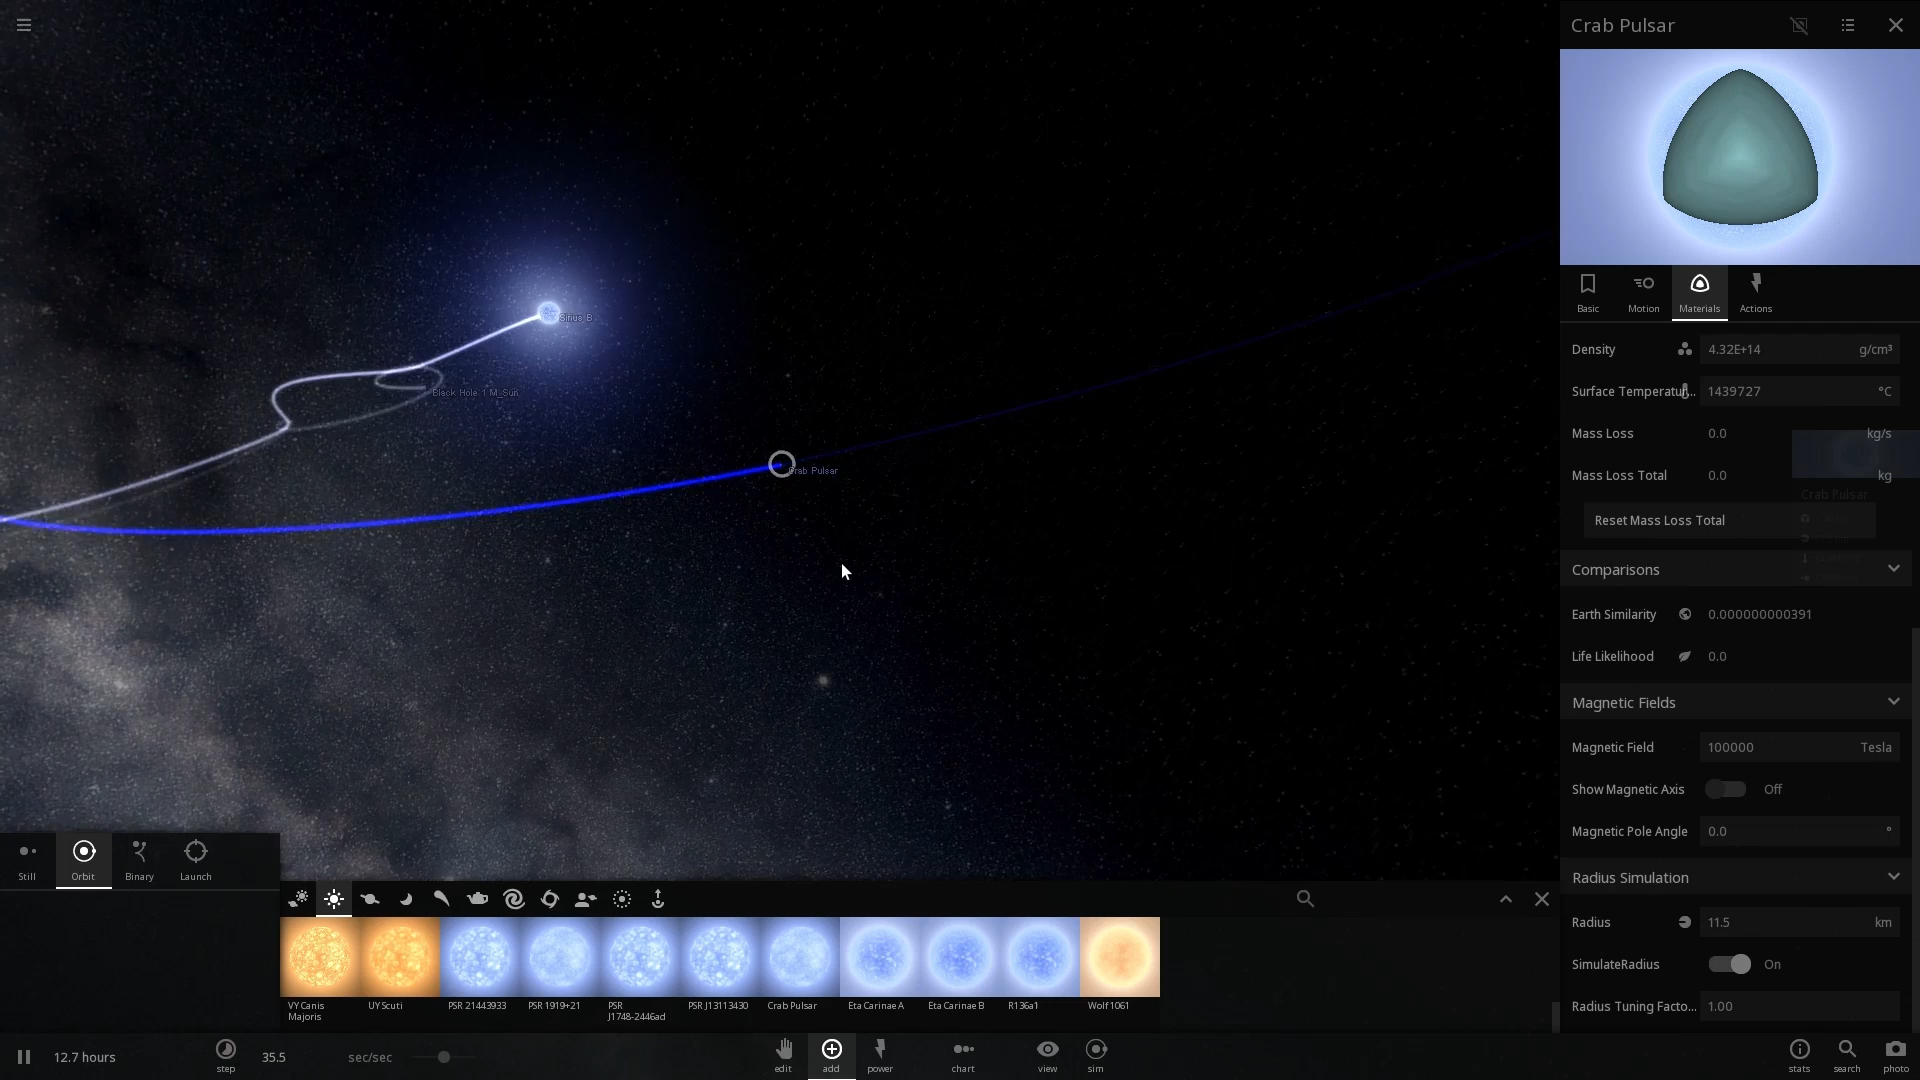 Crab Pulsar
Sirius B
Black Hole 1 M_Sun
Crab Pulsar
Basic
Motion
Materials
Actions
Density 4.32E+14 g/cm³
Surface Temperatur... 1439727 °C
Mass Loss 0.0 kg/s
Mass Loss Total 0.0 kg
Crab Pulsar
Reset Mass Loss Total
Comparisons
Earth Similarity 0.000000000391
Life Likelihood 0.0
Magnetic Fields
Magnetic Field 100000 Tesla
Show Magnetic Axis Off
Magnetic Pole Angle 0.0 °
Radius Simulation
Radius 11.5 km
SimulateRadius On
Radius Tuning Facto... 1.00
Still
Orbit
Binary
Launch
VY Canis
Majoris
UY Scuti
PSR 21443933
PSR 1919+21
PSR
J1748-2446ad
PSR J13113430
Crab Pulsar
Eta Carinae A
Eta Carinae B
R136a1
Wolf 1061
12.7 hours
step
35.5 sec/sec
edit
add
power
chart
view
sim
stats
search
photo